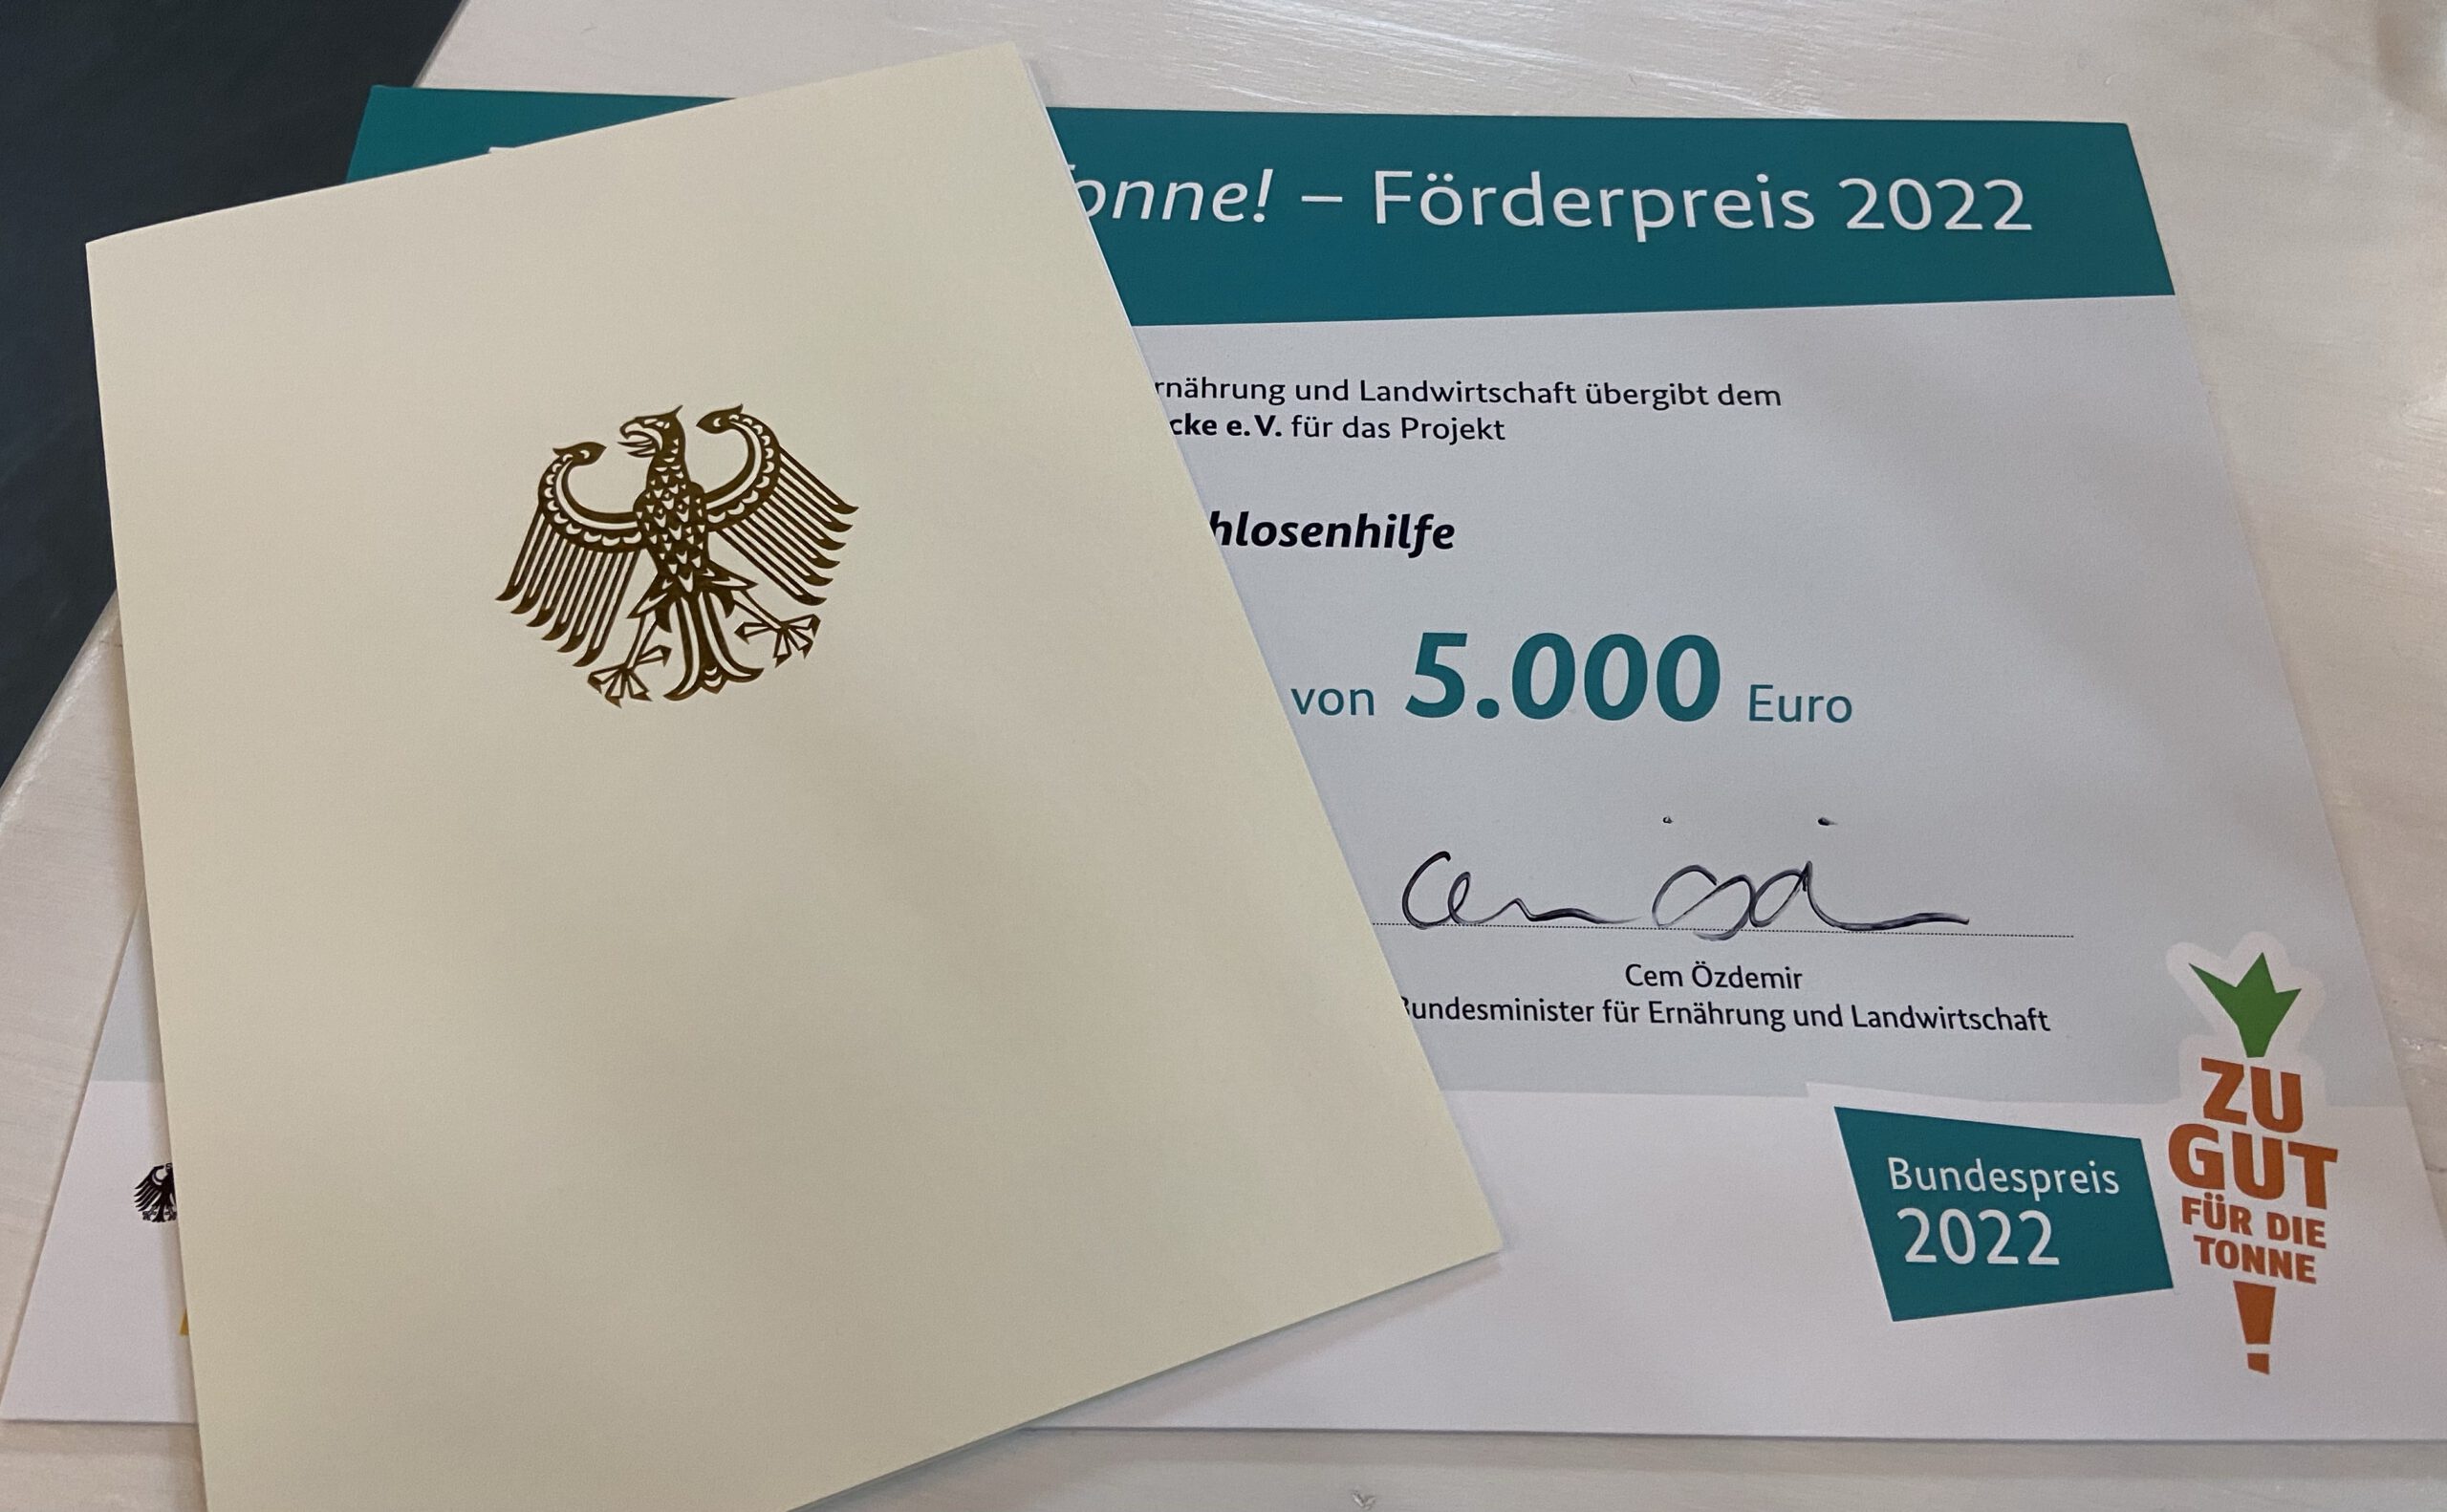 onne! – Förderpreis 2022
rnährung und Landwirtschaft übergibt dem
cke e. V. für das Projekt
hlosenhilfe
von 5.000 Euro
Cem Özdemir
Bundesminister für Ernährung und Landwirtschaft
Bundespreis
2022
ZU
GUT
FÜR DIE
TONNE
!